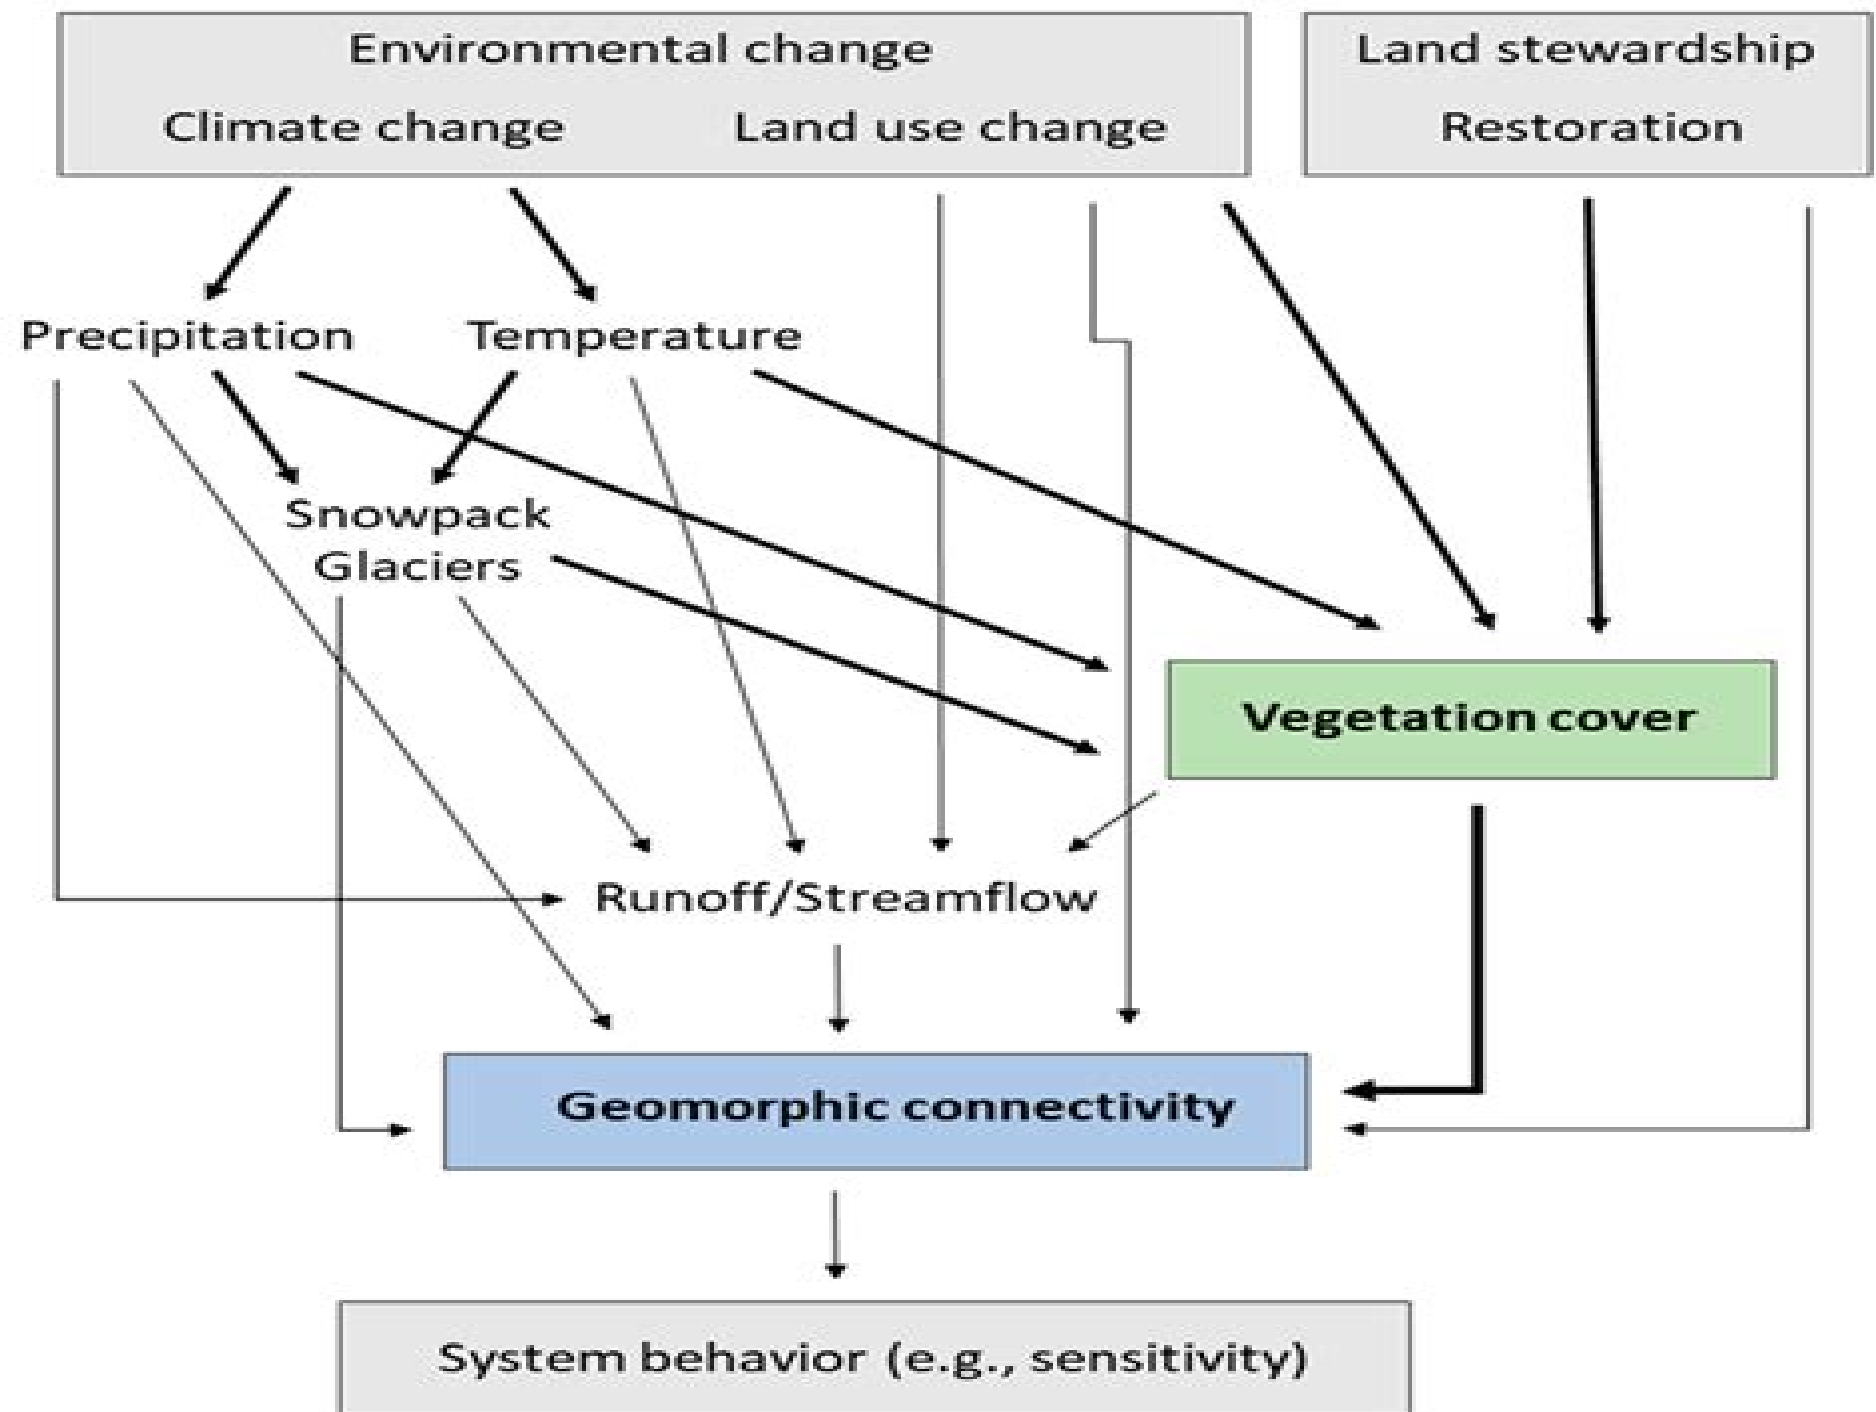 Environmental change
Climate change
Land use change
Land stewardship
Restoration
Precipitation
Temperature
Snowpack
Glaciers
Vegetation cover
Runoff/Streamflow
Geomorphic connectivity
System behavior (e.g., sensitivity)